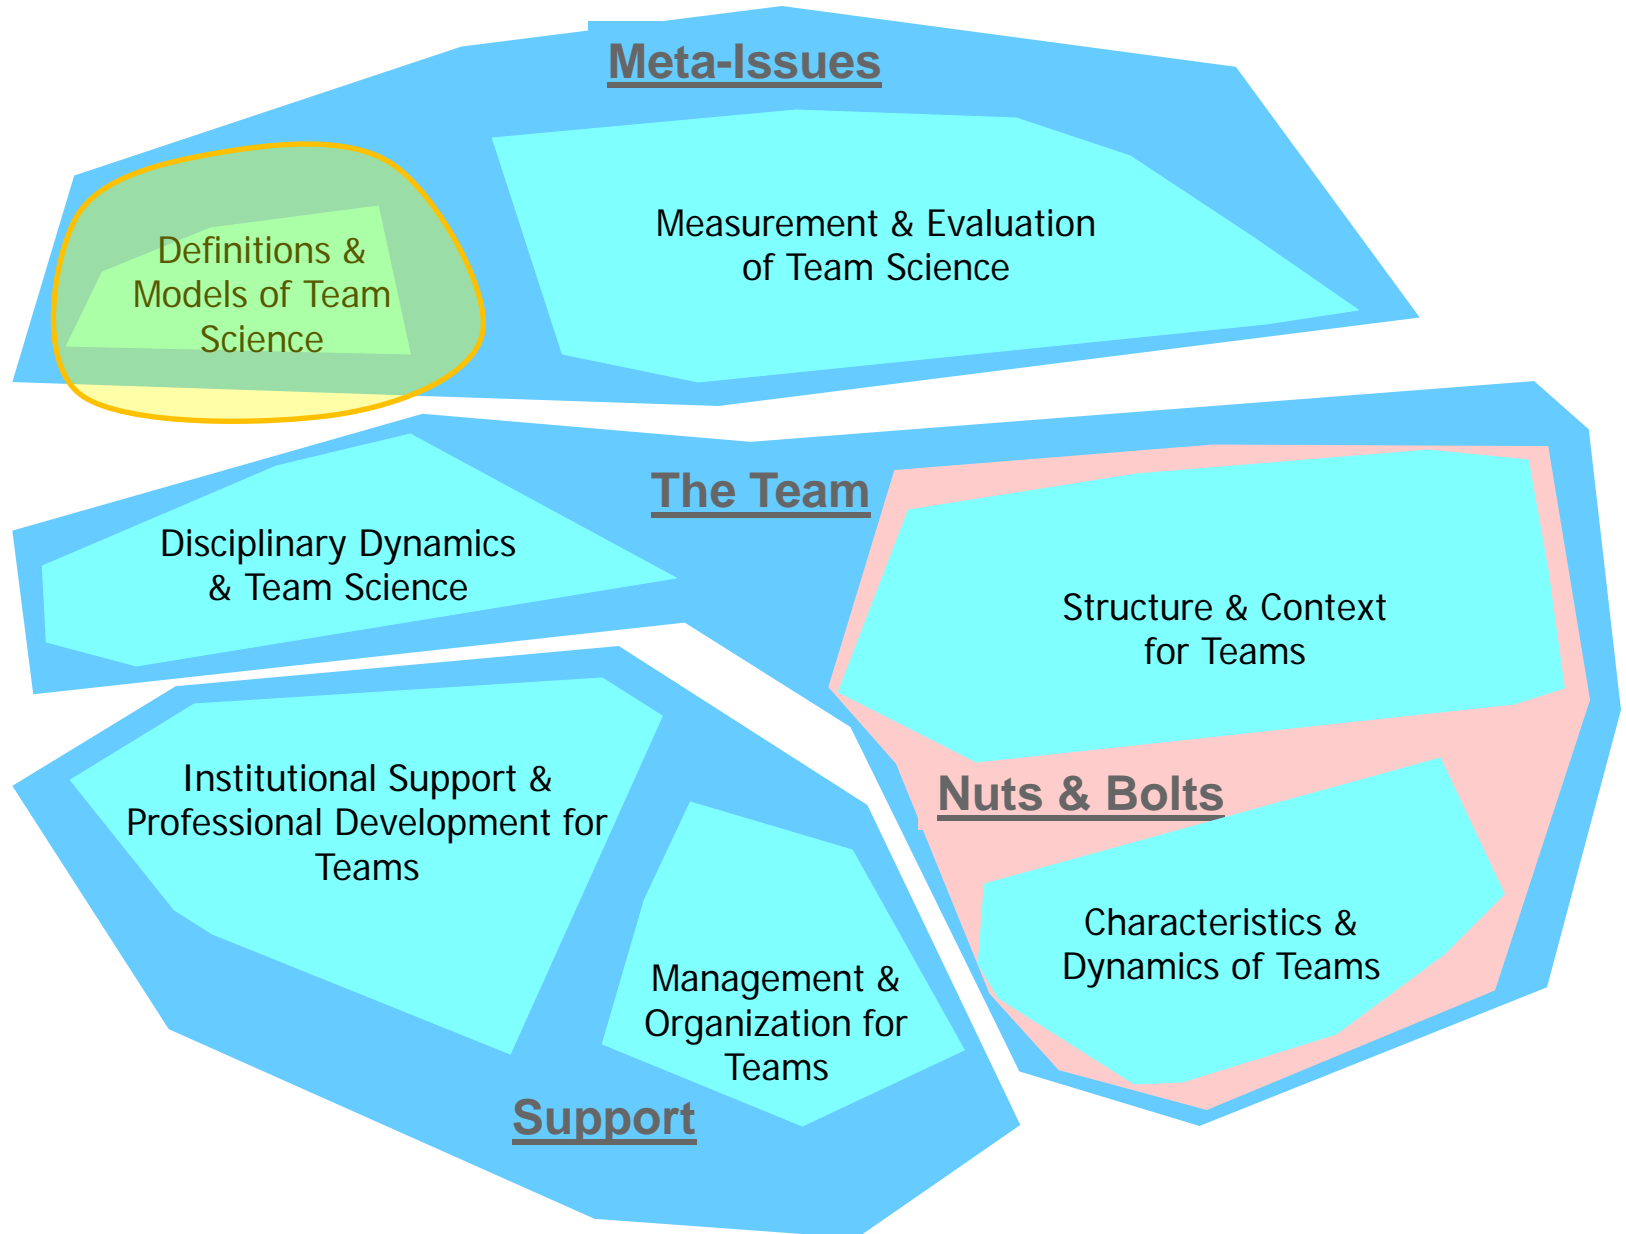 Meta-Issues
Measurement & Evaluation
of Team Science
Definitions &
Models of Team
Science
The Team
Disciplinary Dynamics
& Team Science
Structure & Context
for Teams
Nuts & Bolts
Characteristics &
Dynamics of Teams
Institutional Support &
Professional Development for
Teams
Management &
Organization for
Teams
Support